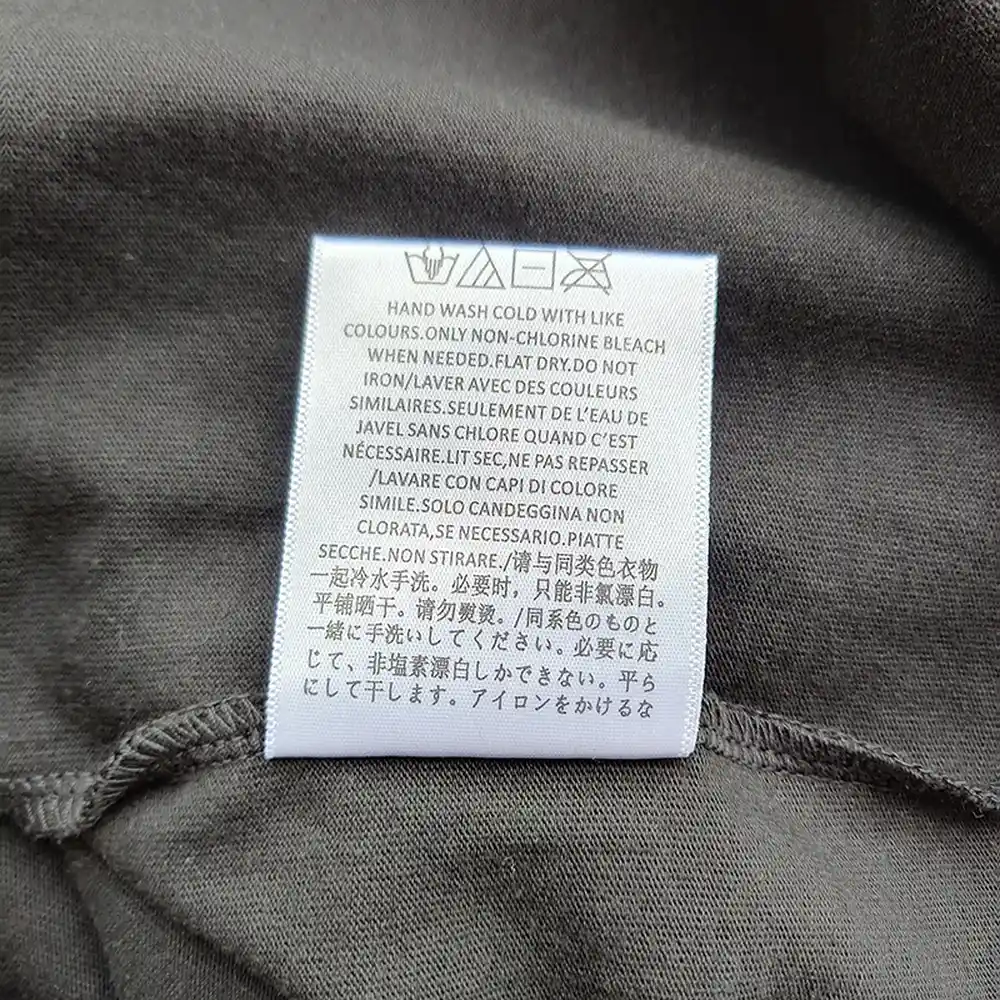 HAND WASH COLD WITH LIKE
COLOURS.ONLY NON-CHLORINE BLEACH
WHEN NEEDED.FLAT DRY.DO NOT
IRON/LAVER AVEC DES COULEURS
SIMILAIRES.SEULEMENT DE L'EAU DE
JAVEL SANS CHLORE QUAND C'EST
NÉCESSAIRE.LIT SEC,NE PAS REPASSER
/LAVARE CON CAPI DI COLORE
SIMILE.SOLO CANDEGGINA NON
CLORATA,SE NECESSARIO.PIATTE
SECCHE.NON STIRARE./请与同类色衣物
一起冷水手洗。必要时，只能非氯漂白。
平铺晒干。请勿熨烫。/同系色のものと
一緒に手洗いしてください。必要に応
じて、非塩素漂白しかできない。平ら
にして干します。アイロンをかけるな